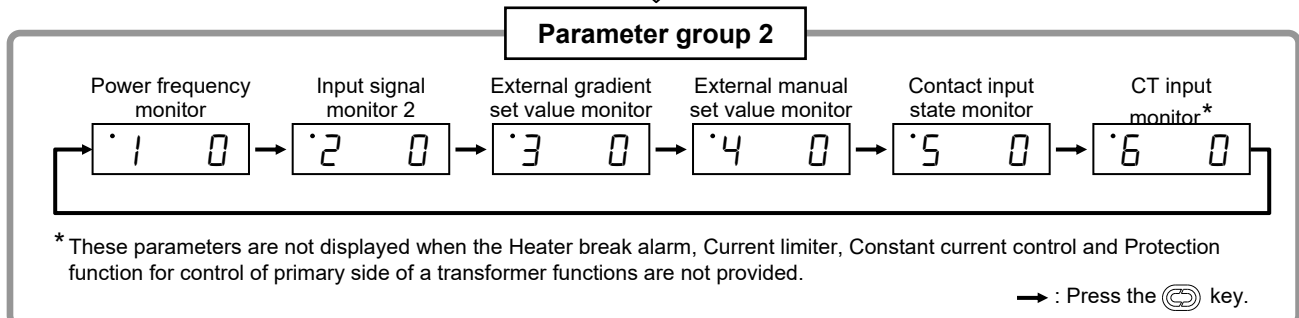 Parameter group 2
Power frequency
monitor
Input signal
monitor 2
External gradient
set value monitor
External manual
set value monitor
Contact input
state monitor
CT input
monitor*
˙1 0
˙2 0
˙3 0
˙4 0
˙5 0
˙6 0
* These parameters are not displayed when the Heater break alarm, Current limiter, Constant current control and Protection
function for control of primary side of a transformer functions are not provided.
: Press the key.